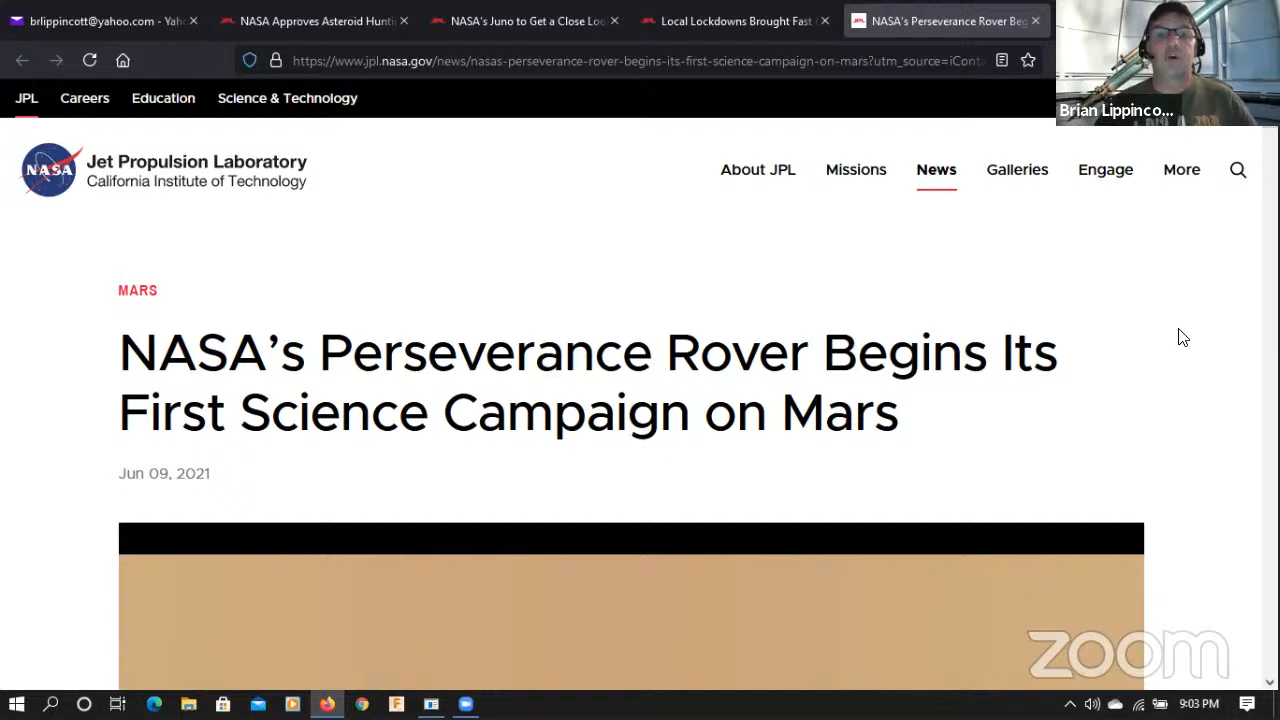 brlippincott@yahoo.com - Yah
NASA Approves Asteroid Hunti
NASA's Juno to Get a Close Loo
Local Lockdowns Brought Fast
NASA's Perseverance Rover Beg
https://www.jpl.nasa.gov/news/nasas-perseverance-rover-begins-its-first-science-campaign-on-mars?utm_source=iConta
Brian Lippinco...
JPL
Careers
Education
Science & Technology
NASA
Jet Propulsion Laboratory
California Institute of Technology
About JPL
Missions
News
Galleries
Engage
More
MARS
NASA's Perseverance Rover Begins Its
First Science Campaign on Mars
Jun 09, 2021
zoom
9:03 PM